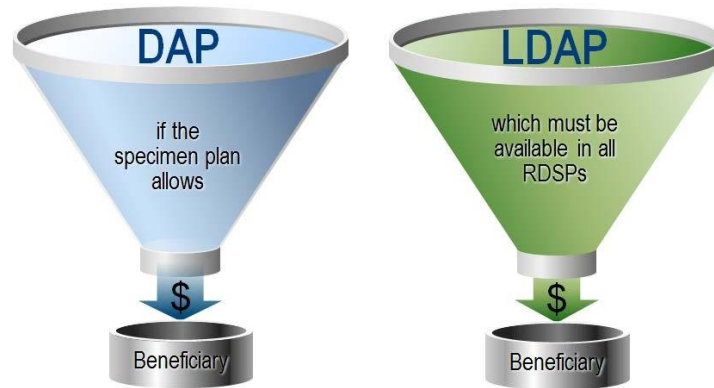 DAP
if the
specimen plan
allows
$
Beneficiary
LDAP
which must be
available in all
RDSPs
$
Beneficiary